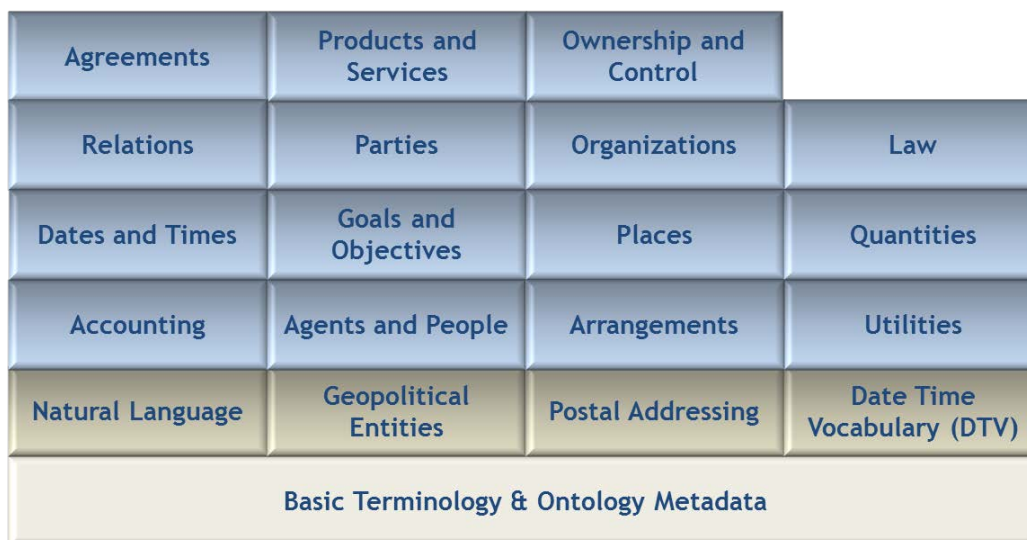 Agreements
Products and
Services
Ownership and
Control
Relations
Parties
Organizations
Law
Dates and Times
Goals and
Objectives
Places
Quantities
Accounting
Agents and People
Arrangements
Utilities
Natural Language
Geopolitical
Entities
Postal Addressing
Date Time
Vocabulary (DTV)
Basic Terminology & Ontology Metadata